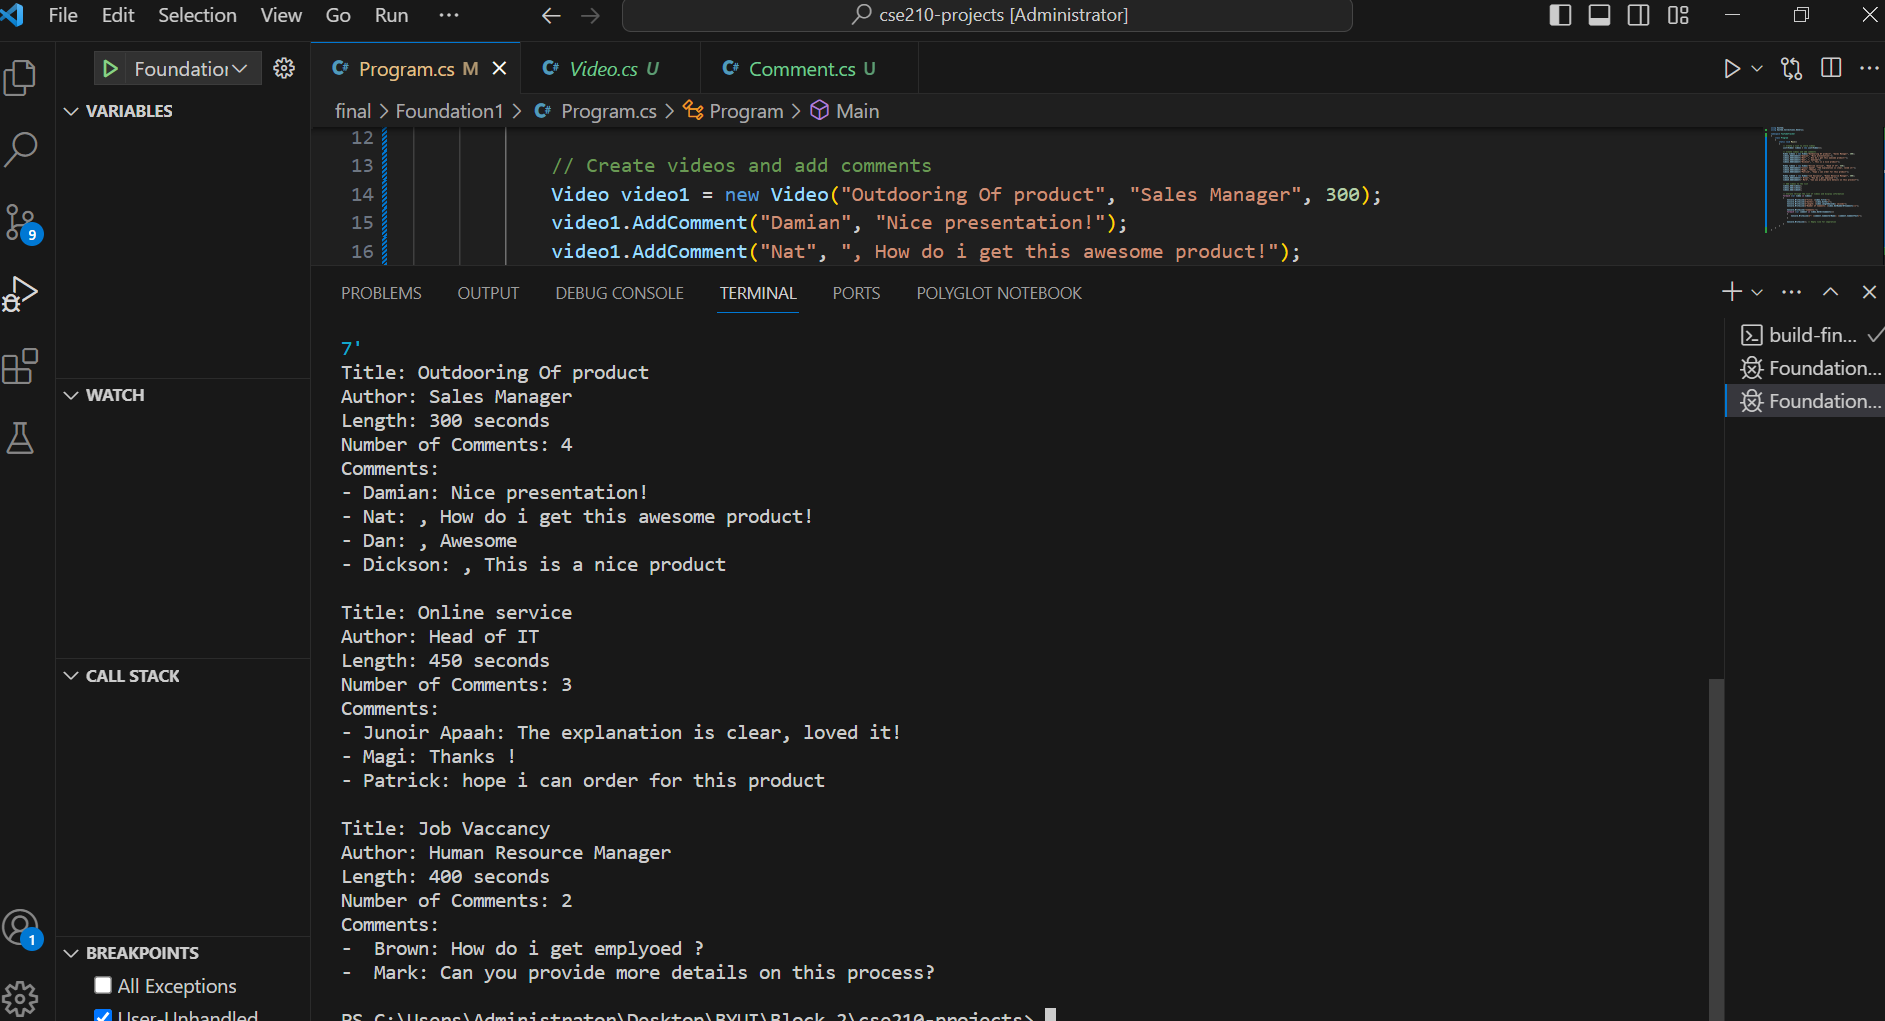 File Edit Selection View Go Run ···
cse210-projects [Administrator]
Foundation
VARIABLES
WATCH
CALL STACK
BREAKPOINTS
All Exceptions
User-Unhandled
9
1
Program.cs M
Video.cs U
Comment.cs U
final > Foundation1 > Program.cs > Program > Main
12
13 // Create videos and add comments
14 Video video1 = new Video("Outdooring Of product", "Sales Manager", 300);
15 video1.AddComment("Damian", "Nice presentation!");
16 video1.AddComment("Nat", ", How do i get this awesome product!");
PROBLEMS OUTPUT DEBUG CONSOLE TERMINAL PORTS POLYGLOT NOTEBOOK
build-fin...
Foundation...
Foundation...
7'
Title: Outdooring Of product
Author: Sales Manager
Length: 300 seconds
Number of Comments: 4
Comments:
- Damian: Nice presentation!
- Nat: , How do i get this awesome product!
- Dan: , Awesome
- Dickson: , This is a nice product
Title: Online service
Author: Head of IT
Length: 450 seconds
Number of Comments: 3
Comments:
- Junoir Apaah: The explanation is clear, loved it!
- Magi: Thanks !
- Patrick: hope i can order for this product
Title: Job Vaccancy
Author: Human Resource Manager
Length: 400 seconds
Number of Comments: 2
Comments:
-  Brown: How do i get emplyoed ?
-  Mark: Can you provide more details on this process?
PS C:\Users\Administrator\Desktop\BYUI\Block 2\cse210-projects>